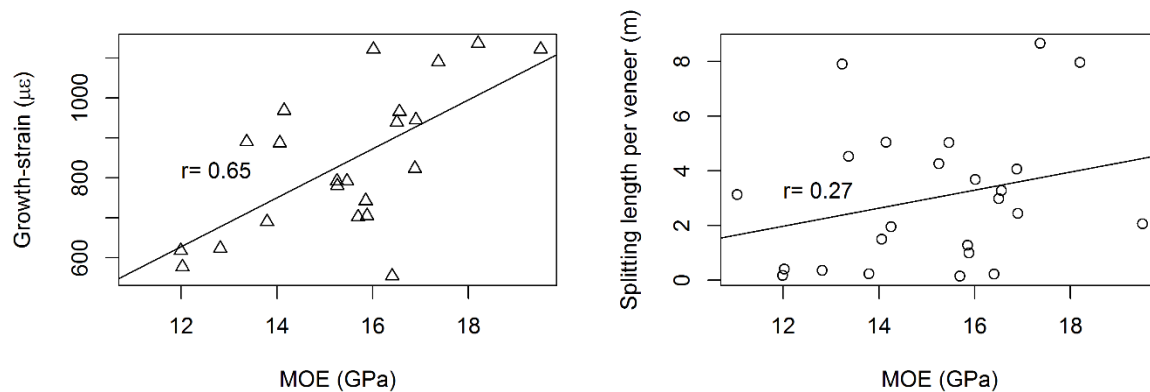 Growth-strain (με)
600
800
1000
r= 0.65
12
14
16
18
MOE (GPa)
Splitting length per veneer (m)
0
2
4
6
8
r= 0.27
12
14
16
18
MOE (GPa)